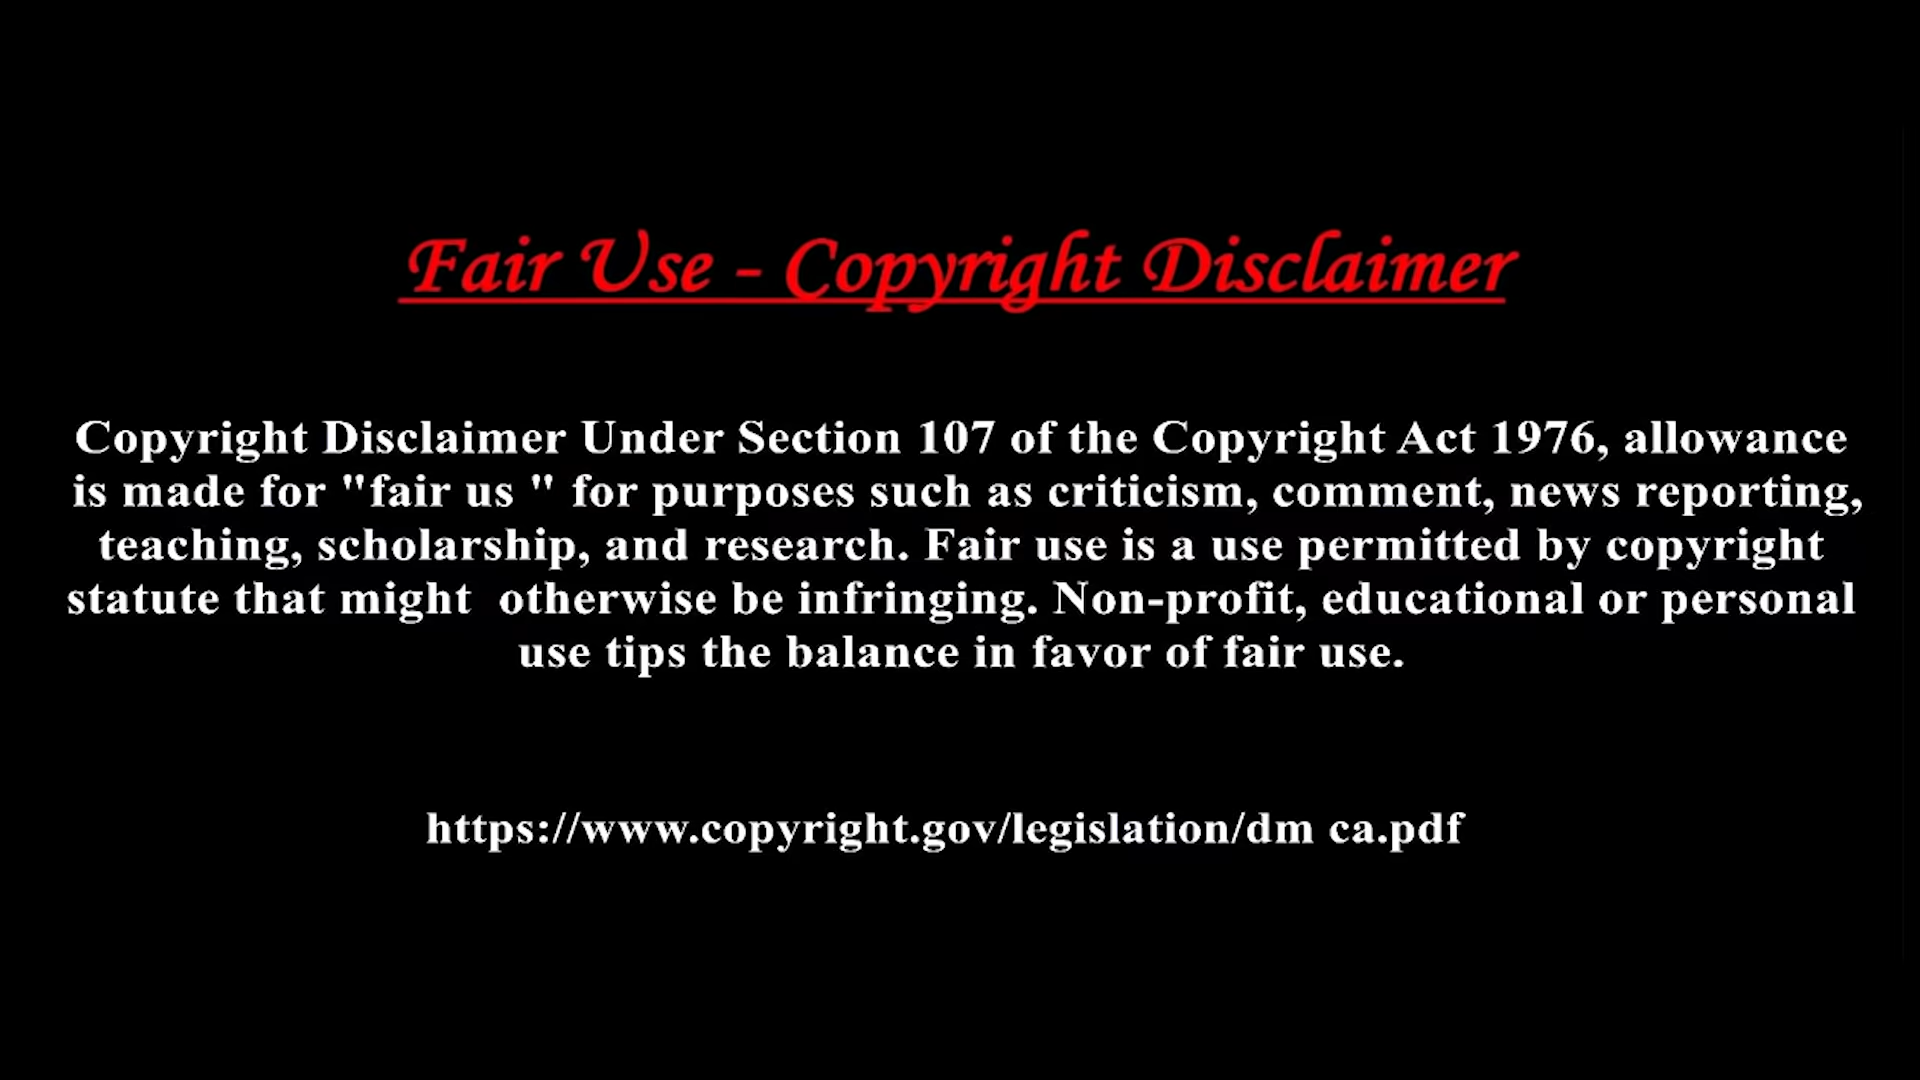 Fair Use - Copyright Disclaimer
Copyright Disclaimer Under Section 107 of the Copyright Act 1976, allowance
is made for "fair us " for purposes such as criticism, comment, news reporting,
teaching, scholarship, and research. Fair use is a use permitted by copyright
statute that might  otherwise be infringing. Non-profit, educational or personal
use tips the balance in favor of fair use.
https://www.copyright.gov/legislation/dm ca.pdf